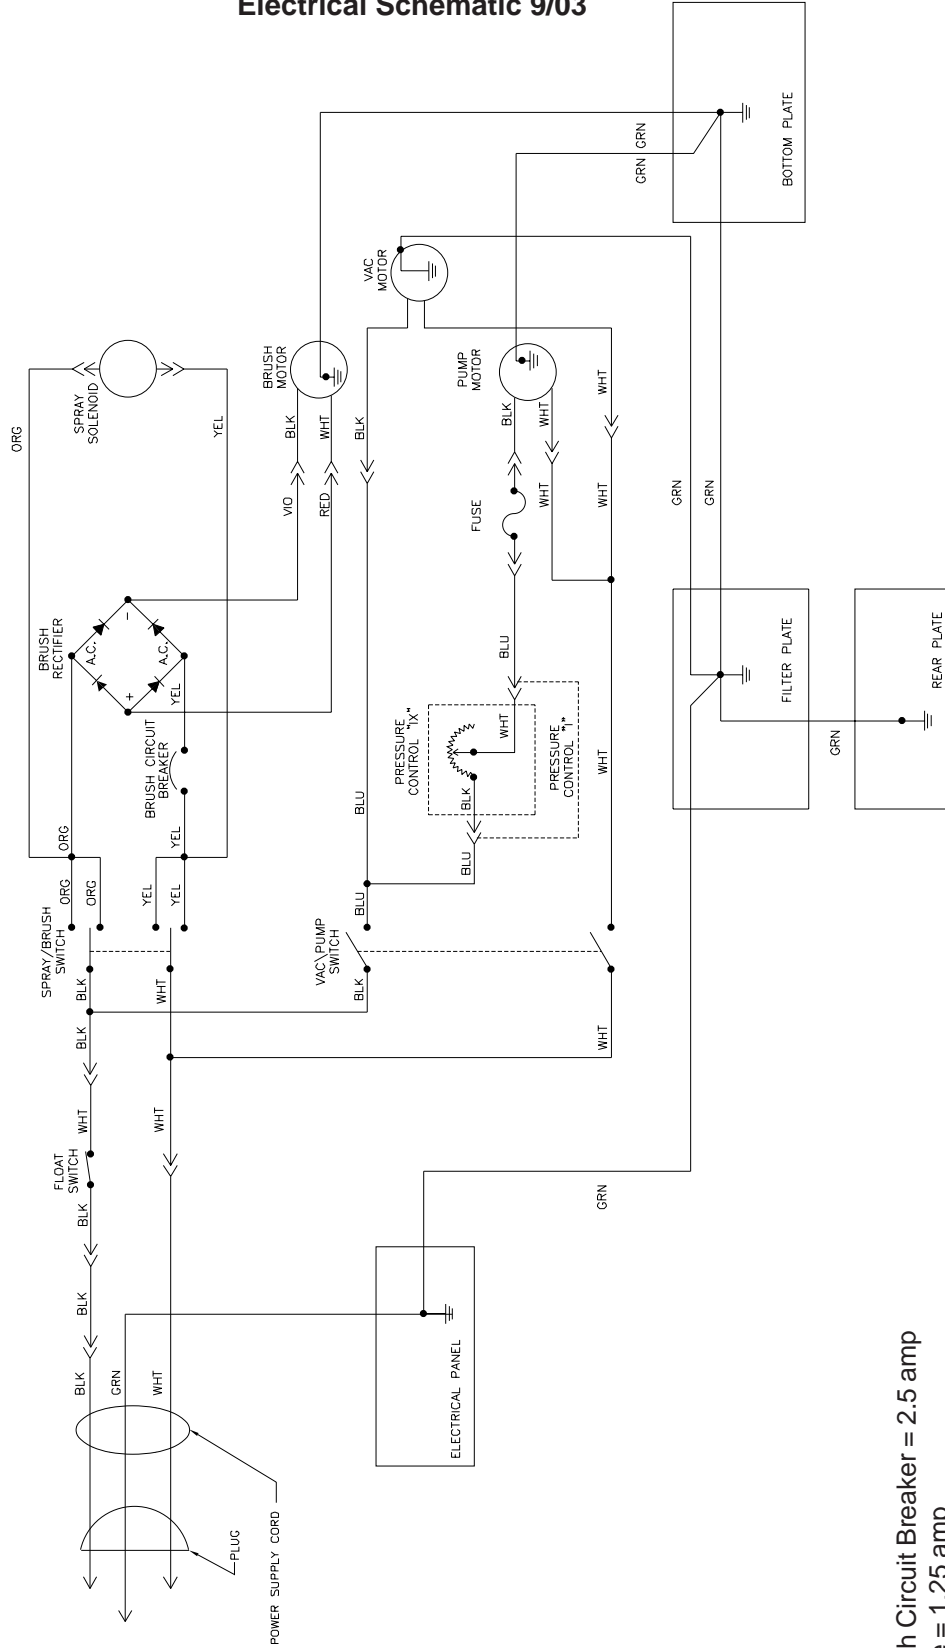 Electrical Schematic 9/03
ORG
SPRAY
SOLENOID
YEL
BRUSH
RECTIFIER
A.C.
A.C.
+
−
YEL
BRUSH CIRCUIT
BREAKER
YEL
ORG
ORG
ORG
YEL
YEL
SPRAY/BRUSH
SWITCH
BLK
WHT
BLK
WHT
WHT
FLOAT
SWITCH
BLK
BLK
BLK
GRN
WHT
PLUG
POWER SUPPLY CORD
BRUSH
MOTOR
BLK
WHT
VIO
RED
VAC
MOTOR
BLK
BLU
BLU
VAC\PUMP
SWITCH
BLK
PUMP
MOTOR
BLK
WHT
WHT
FUSE
BLU
PRESSURE
CONTROL "IX"
WHT
BLK
PRESSURE
CONTROL "I"
BLU
WHT
WHT
WHT
WHT
GRN GRN
GRN GRN
BOTTOM PLATE
GRN
GRN
FILTER PLATE
GRN
REAR PLATE
GRN
ELECTRICAL PANEL
h Circuit Breaker = 2.5 amp
= 1.25 amp